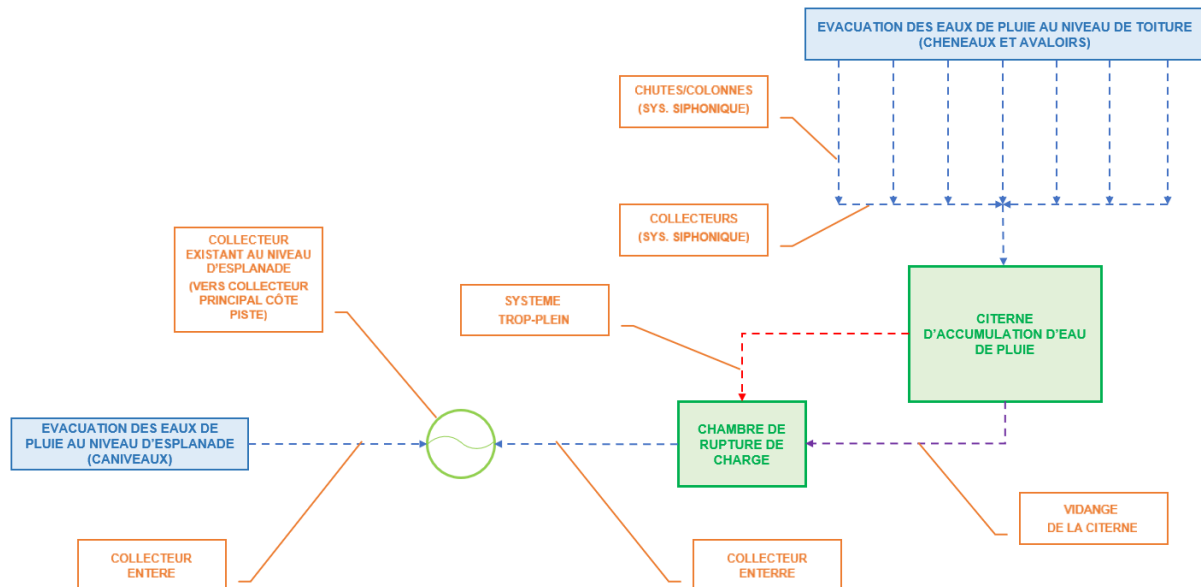 EVACUATION DES EAUX DE PLUIE AU NIVEAU DE TOITURE
(CHENEAUX ET AVALOIRS)
CHUTES/COLONNES
(SYS. SIPHONIQUE)
COLLECTEURS
(SYS. SIPHONIQUE)
COLLECTEUR
EXISTANT AU NIVEAU
D'ESPLANADE
(VERS COLLECTEUR
PRINCIPAL CÔTE
PISTE)
SYSTEME
TROP-PLEIN
CITERNE
D'ACCUMULATION D'EAU
DE PLUIE
EVACUATION DES EAUX DE
PLUIE AU NIVEAU D'ESPLANADE
(CANIVEAUX)
CHAMBRE DE
RUPTURE DE
CHARGE
VIDANGE
DE LA CITERNE
COLLECTEUR
ENTERE
COLLECTEUR
ENTERRE